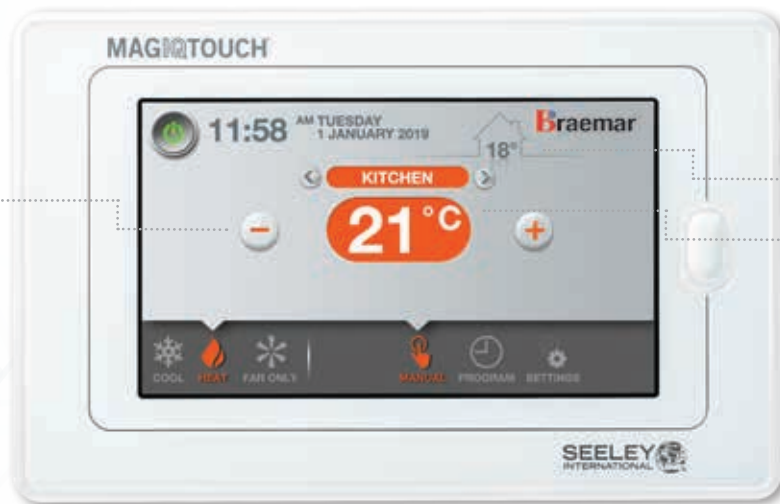 MAGIQTOUCH
11:58 AM TUESDAY
1 JANUARY 2019
Braemar
18°
KITCHEN
21°C
COOL HEAT FAN ONLY MANUAL PROGRAM SETTINGS
SEELEY
INTERNATIONAL